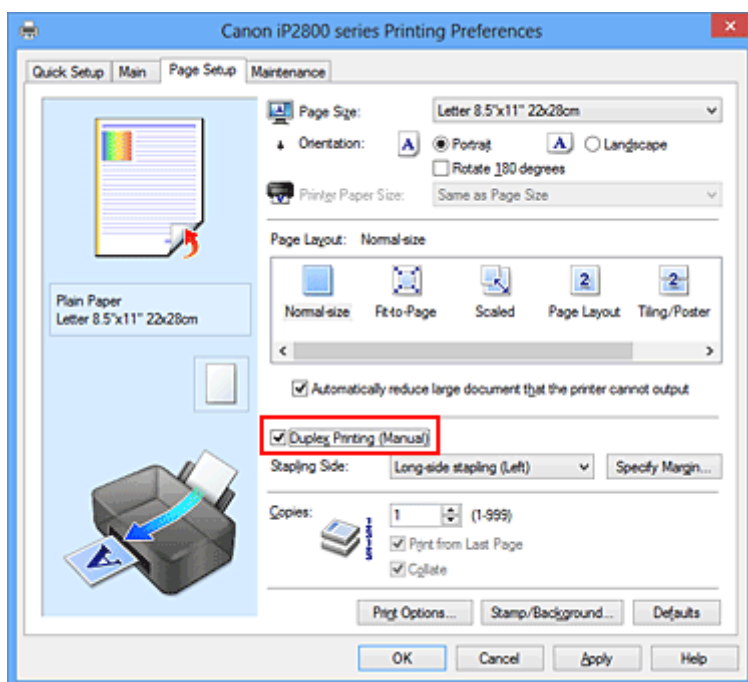 Canon iP2800 series Printing Preferences
Quick Setup Main Page Setup Maintenance
Page Size: Letter 8.5"x11" 22x28cm
Orientation: A Portrait A Landscape
Rotate 180 degrees
Printer Paper Size: Same as Page Size
Page Layout: Normal-size
2 2
Normal-size Fit-to-Page Scaled Page Layout Tiling/Poster
Plain Paper
Letter 8.5"x11" 22x28cm
Automatically reduce large document that the printer cannot output
Duplex Printing (Manual)
Stapling Side: Long-side stapling (Left) Specify Margin...
Copies: 1 (1-999)
Print from Last Page
Collate
A
Print Options... Stamp/Background... Defaults
OK Cancel Apply Help